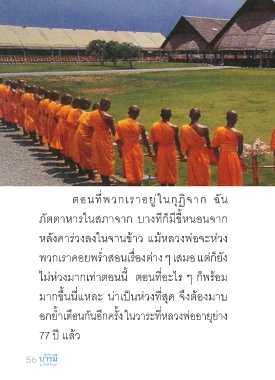 ตอนที่พวกเราอยู่ในกุฏิจาก ฉัน
ภัตตาหารในสภาจาก บางทีก็มีขี้หนอนจาก
หลังคาร่วงลงในจานข้าว แม้หลวงพ่อจะห่วง
พวกเราคอยพร่ำสอนเรื่องต่าง ๆ เสมอ แต่ก็ยัง
ไม่ห่วงมากเท่าตอนนี้ ตอนที่อะไร ๆ ก็พร้อม
มากขึ้นนี่แหละ น่าเป็นห่วงที่สุด จึงต้องมาบ
อกย้ำเตือนกันอีกครั้ง ในวาระที่หลวงพ่ออายุย่าง
77 ปี แล้ว
56 บารมี